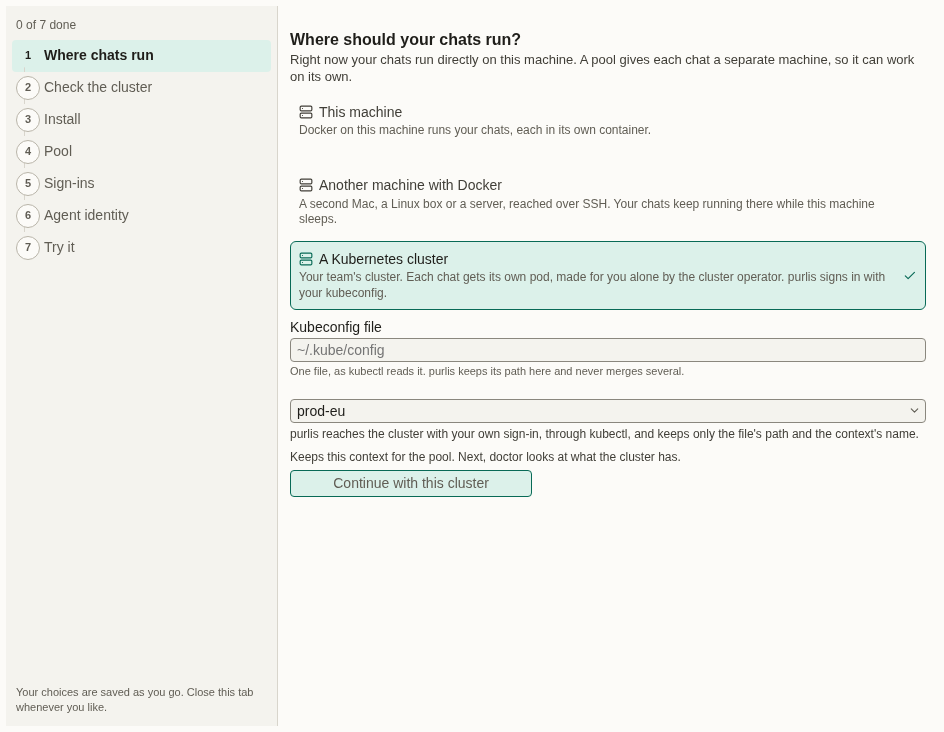 0 of 7 done
1 Where chats run
2 Check the cluster
3 Install
4 Pool
5 Sign-ins
6 Agent identity
7 Try it
Your choices are saved as you go. Close this tab
whenever you like.
Where should your chats run?
Right now your chats run directly on this machine. A pool gives each chat a separate machine, so it can work
on its own.
This machine
Docker on this machine runs your chats, each in its own container.
Another machine with Docker
A second Mac, a Linux box or a server, reached over SSH. Your chats keep running there while this machine
sleeps.
A Kubernetes cluster
Your team's cluster. Each chat gets its own pod, made for you alone by the cluster operator. purlis signs in with
your kubeconfig.
Kubeconfig file
~/.kube/config
One file, as kubectl reads it. purlis keeps its path here and never merges several.
prod-eu
purlis reaches the cluster with your own sign-in, through kubectl, and keeps only the file's path and the context's name.
Keeps this context for the pool. Next, doctor looks at what the cluster has.
Continue with this cluster